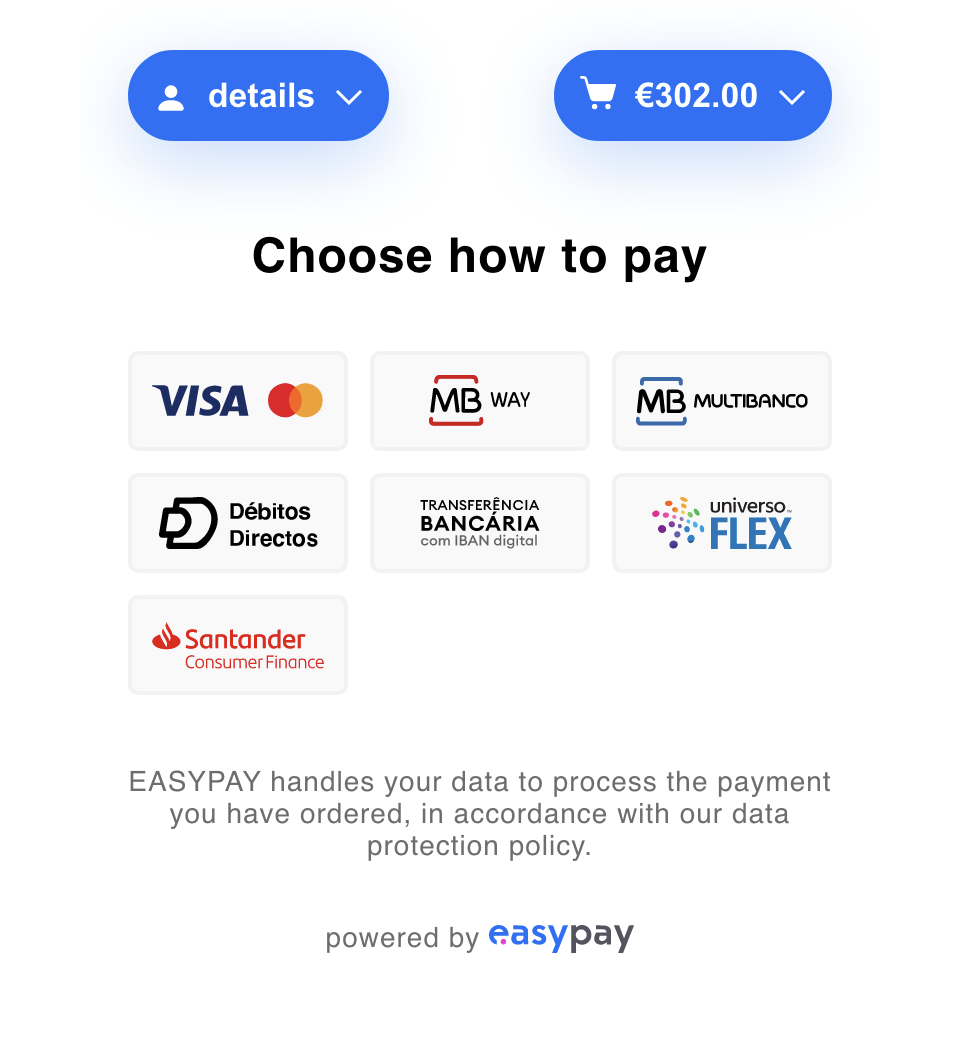 details
€302.00
Choose how to pay
VISA
MB WAY
MB MULTIBANCO
Débitos
Directos
TRANSFERÊNCIA
BANCÁRIA
com IBAN digital
universo™
FLEX
Santander
Consumer Finance
EASYPAY handles your data to process the payment
you have ordered, in accordance with our data
protection policy.
powered by easypay